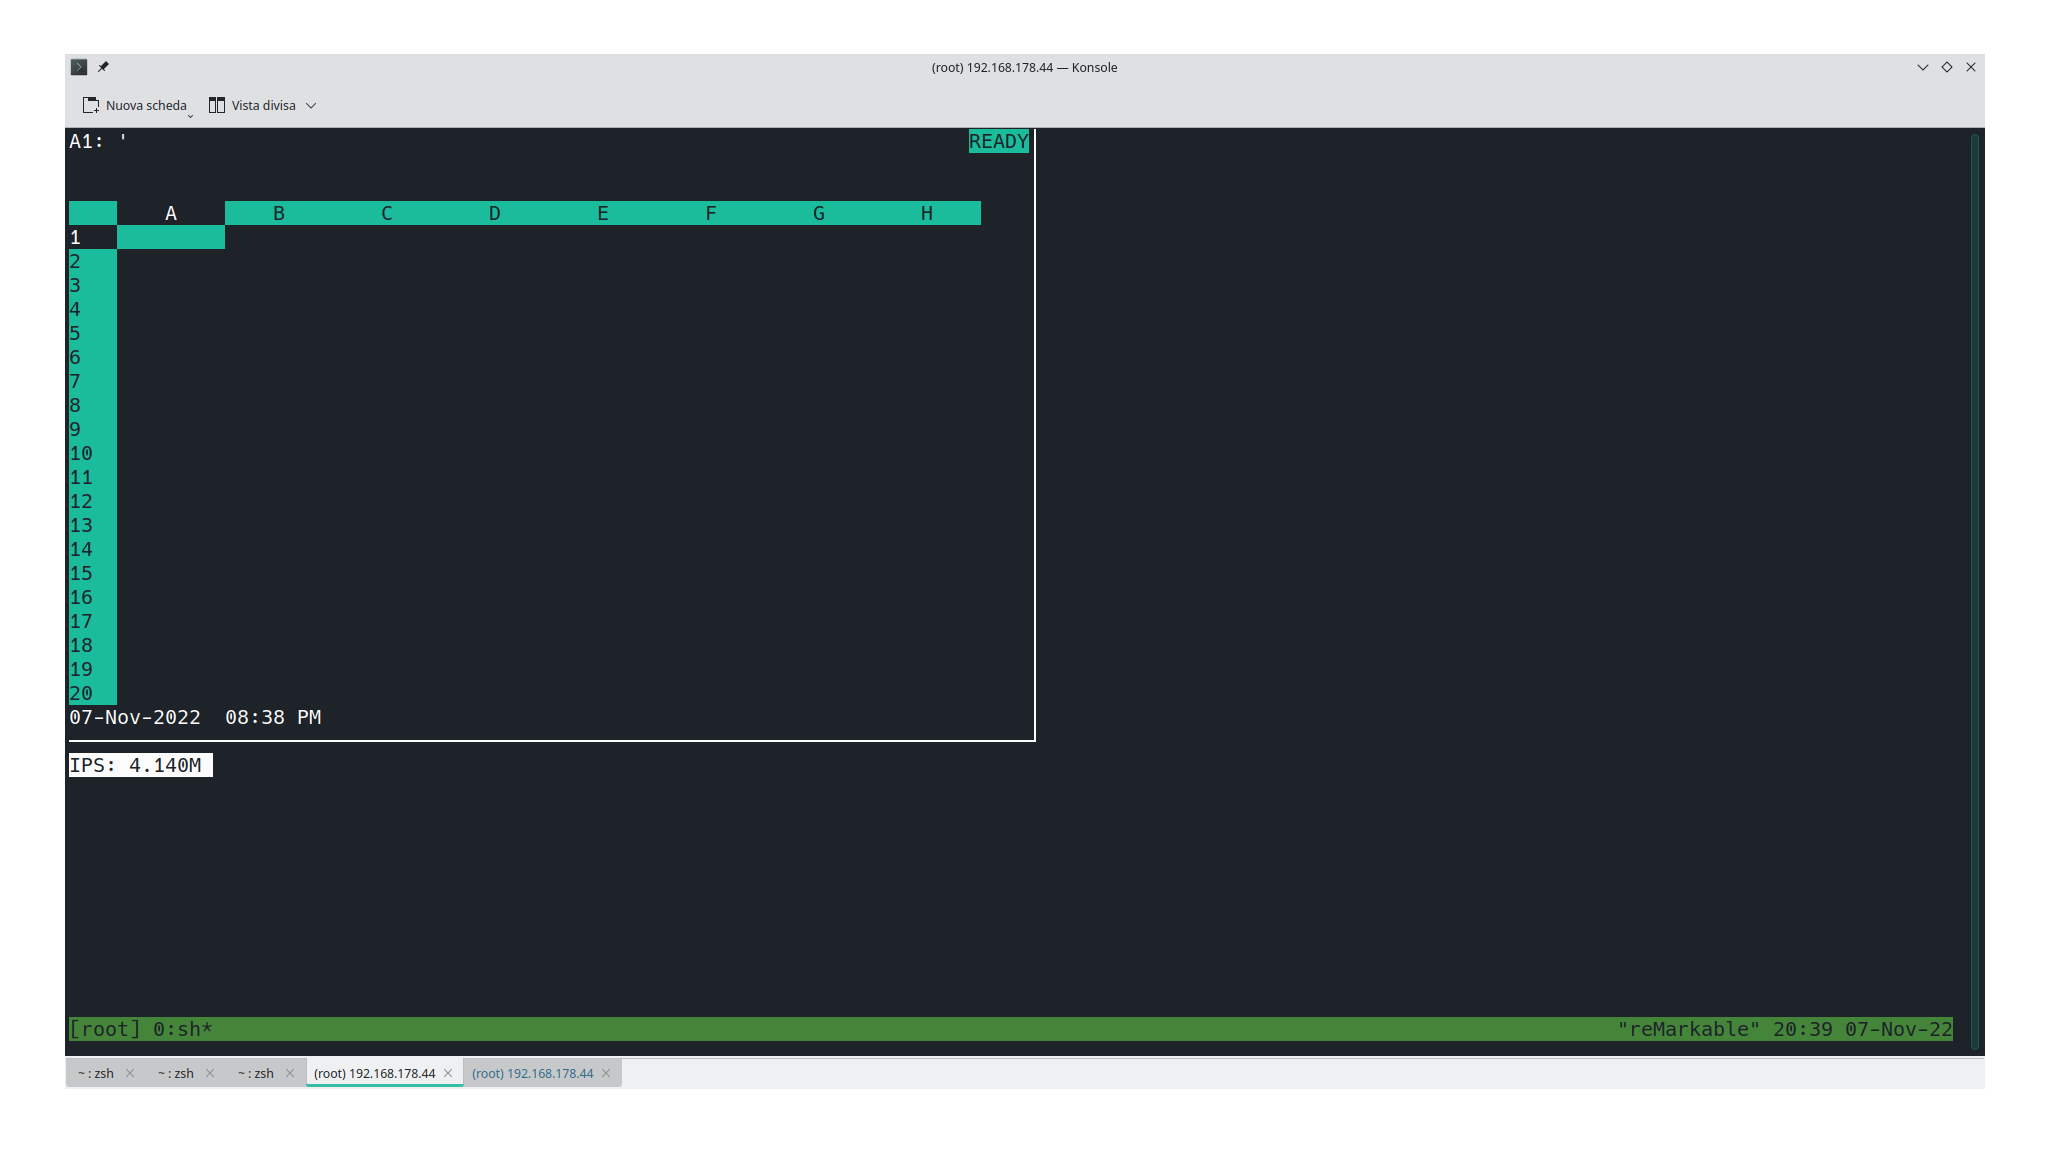 (root) 192.168.178.44 — Konsole
Nuova scheda Vista divisa
A1: ' READY
A B C D E F G H
1
2
3
4
5
6
7
8
9
10
11
12
13
14
15
16
17
18
19
20
07-Nov-2022 08:38 PM
IPS: 4.140M
[root] 0:sh* "reMarkable" 20:39 07-Nov-22
~ : zsh ~ : zsh ~ : zsh (root) 192.168.178.44 (root) 192.168.178.44